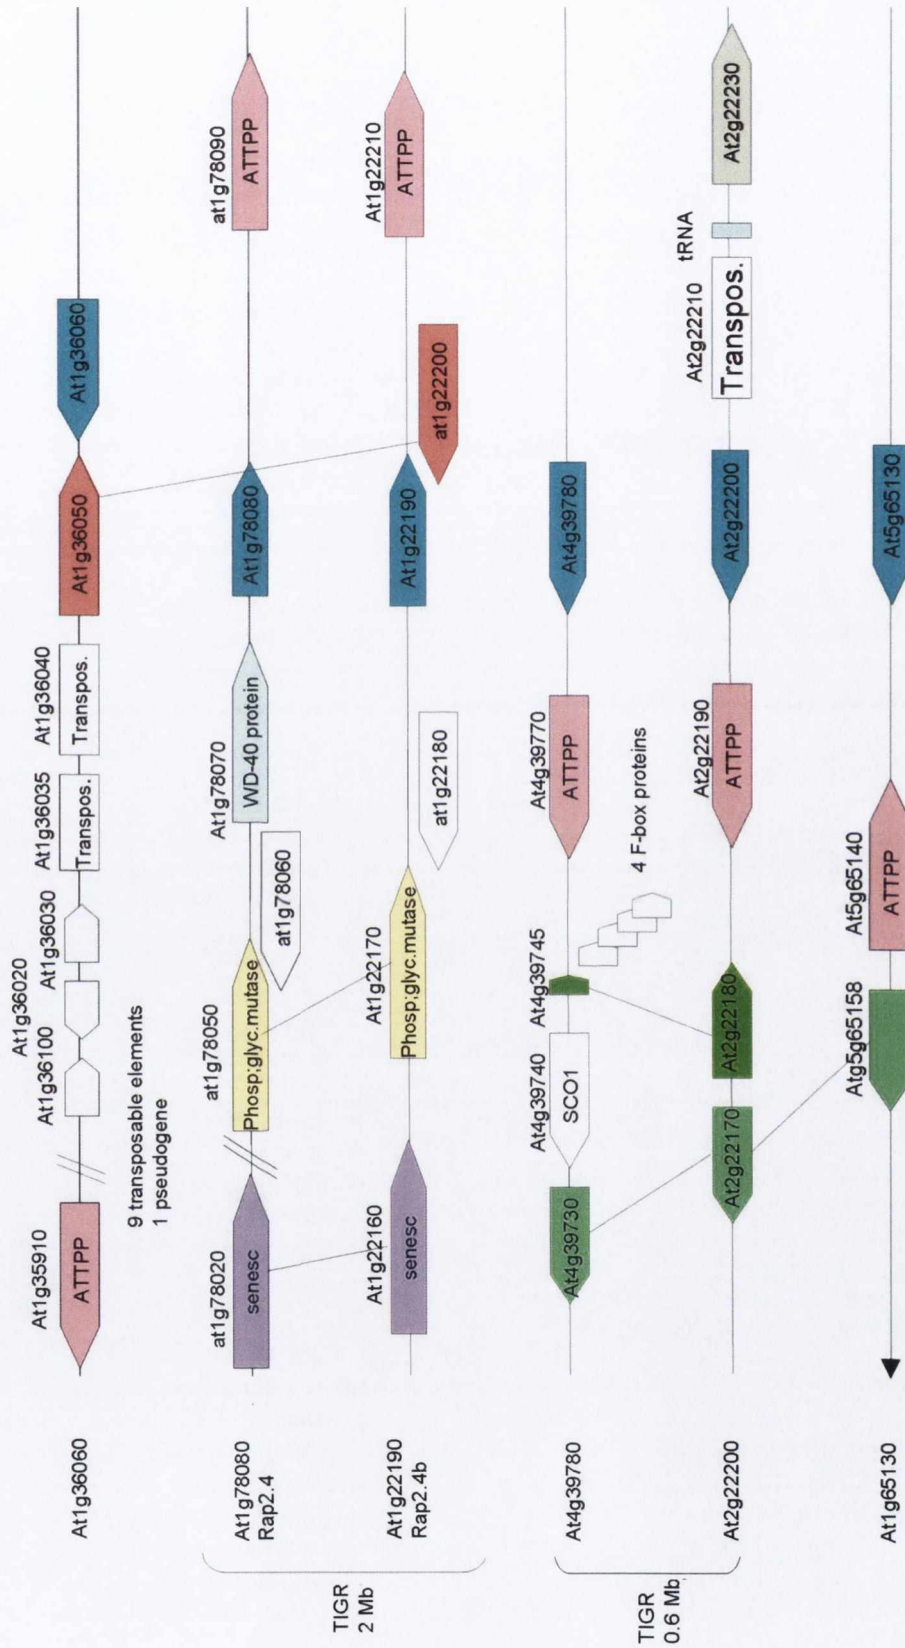 At1g36060
At1g35910
ATTPP
9 transposable elements
1 pseudogene
At1g36100
At1g36020
At1g36030
At1g36035
Transpos.
At1g36040
Transpos.
At1g36050
At1g36060
TIGR
2 Mb
At1g78080
Rap2.4
at1g78020
senesc
at1g78050
Phosp;glyc.mutase
at1g78060
At1g78070
WD-40 protein
At1g78080
at1g78090
ATTPP
At1g22190
Rap2.4b
At1g22160
senesc
At1g22170
Phosp;glyc.mutase
at1g22180
At1g22190
at1g22200
At1g22210
ATTPP
TIGR
0.6 Mb
At4g39780
At4g39730
At4g39740
SCO1
At4g39745
4 F-box proteins
At4g39770
ATTPP
At4g39780
At2g22200
At2g22170
At2g22180
At2g22190
ATTPP
At2g22200
At2g22210
Transpos.
tRNA
At2g22230
At1g65130
Atg5g65158
At5g65140
ATTPP
At5g65130